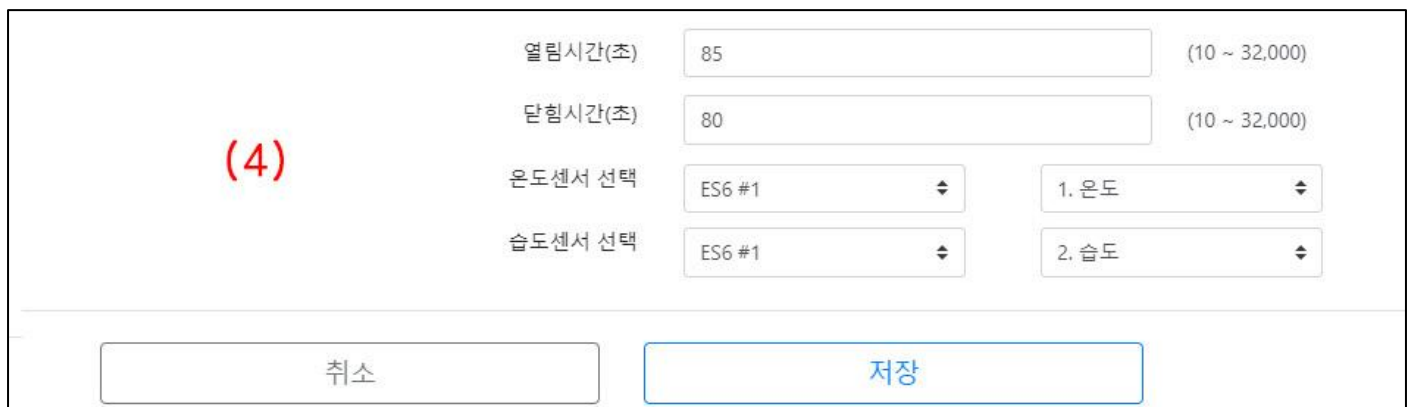 열림시간(초) 85 (10 ~ 32,000)
닫힘시간(초) 80 (10 ~ 32,000)
(4)
온도센서 선택 ES6 #1 1. 온도
습도센서 선택 ES6 #1 2. 습도
취소 저장